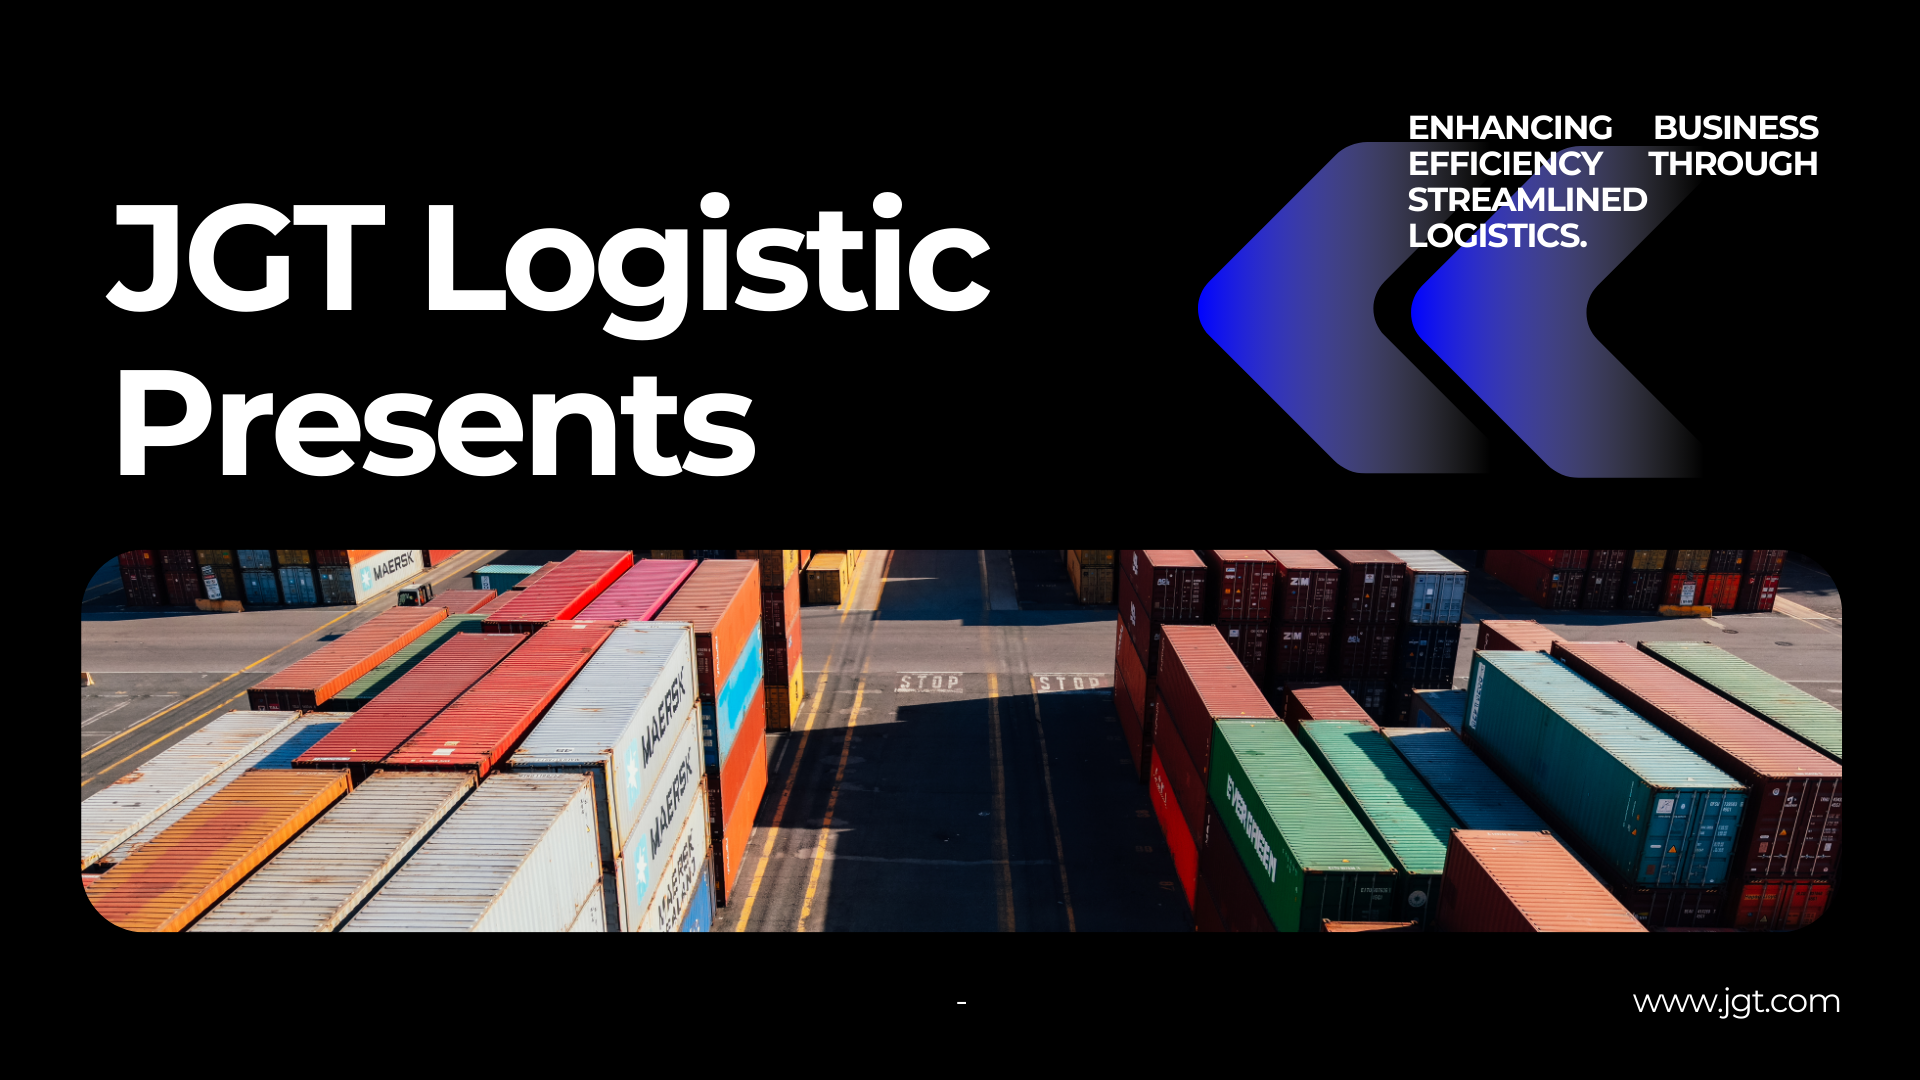 JGT Logistic
Presents
ENHANCING BUSINESS
EFFICIENCY THROUGH
STREAMLINED
LOGISTICS.
MAERSK
STOP
STOP
ZIM
ZIM
MAERSK
MAERSK
EVERGREEN
MAERSK
SEALAND
-
www.jgt.com